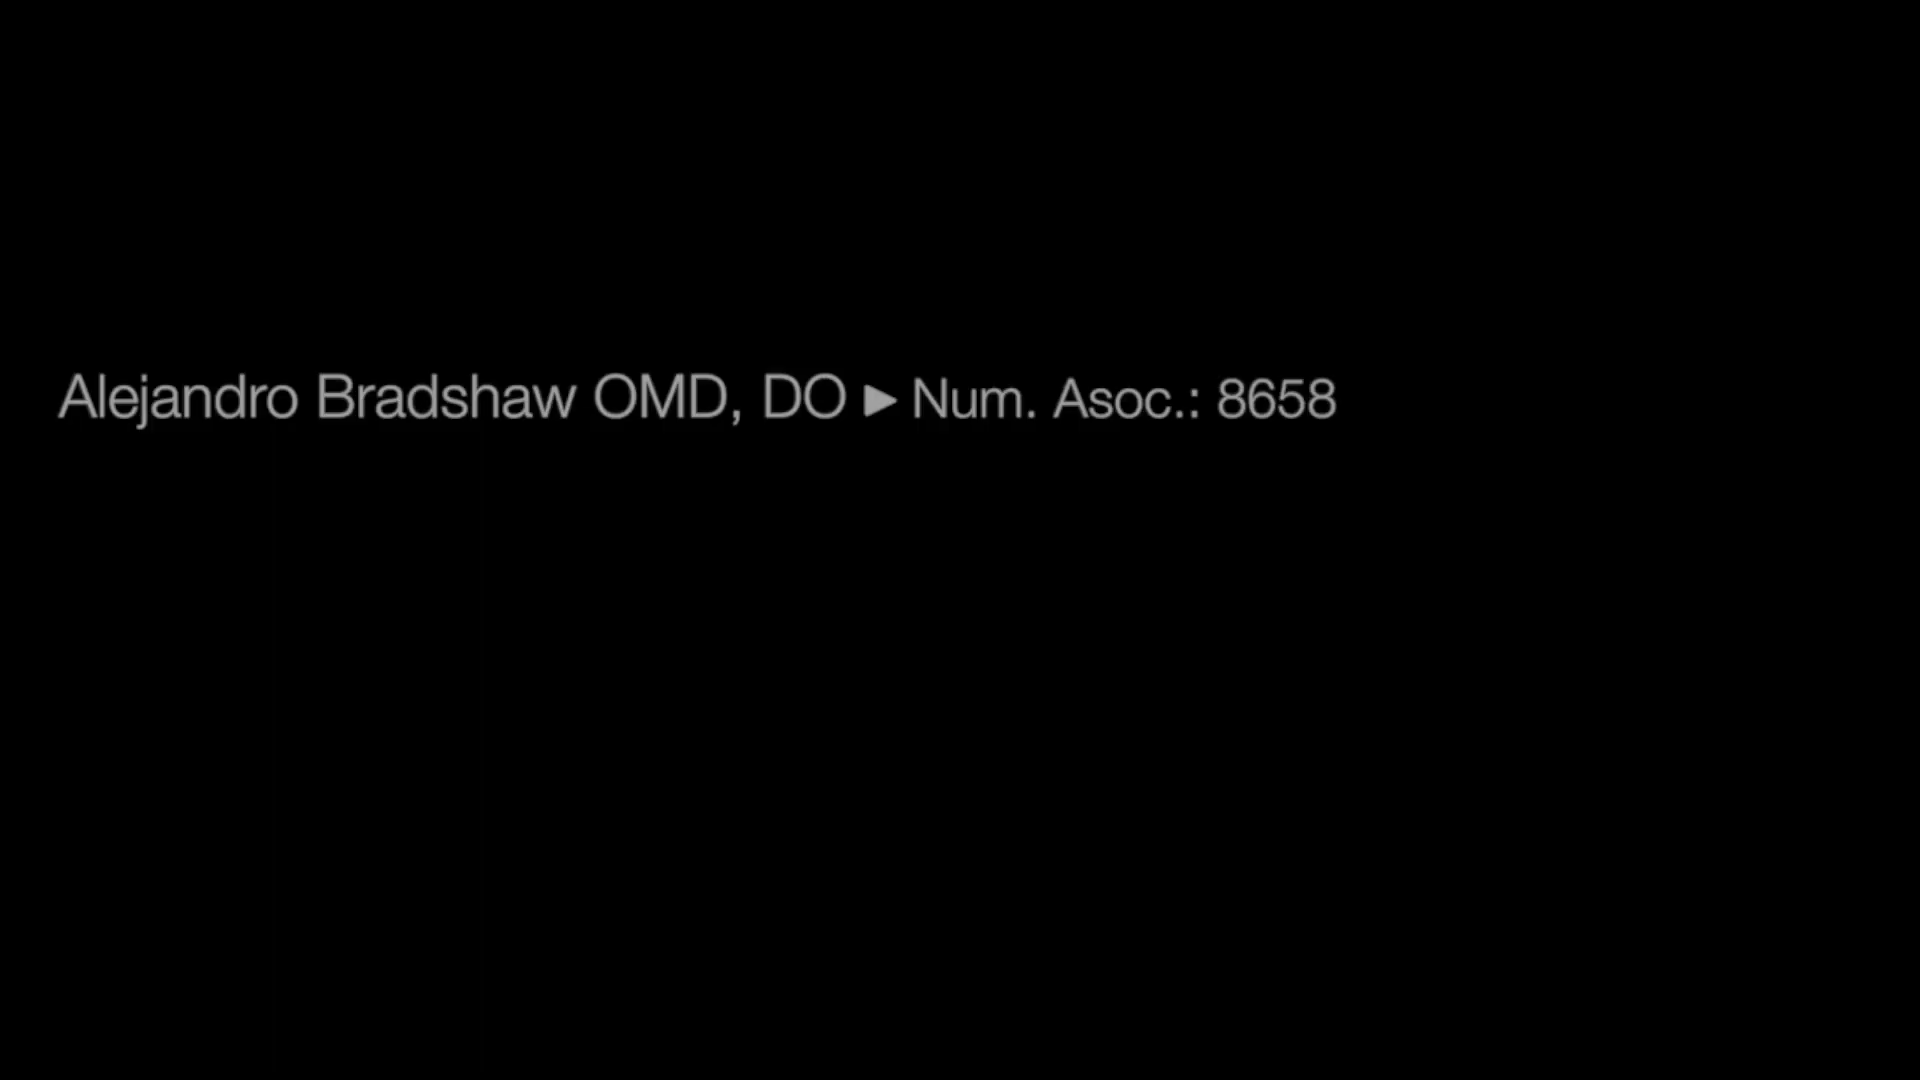 Alejandro Bradshaw OMD, DO ► Num. Asoc.: 8658